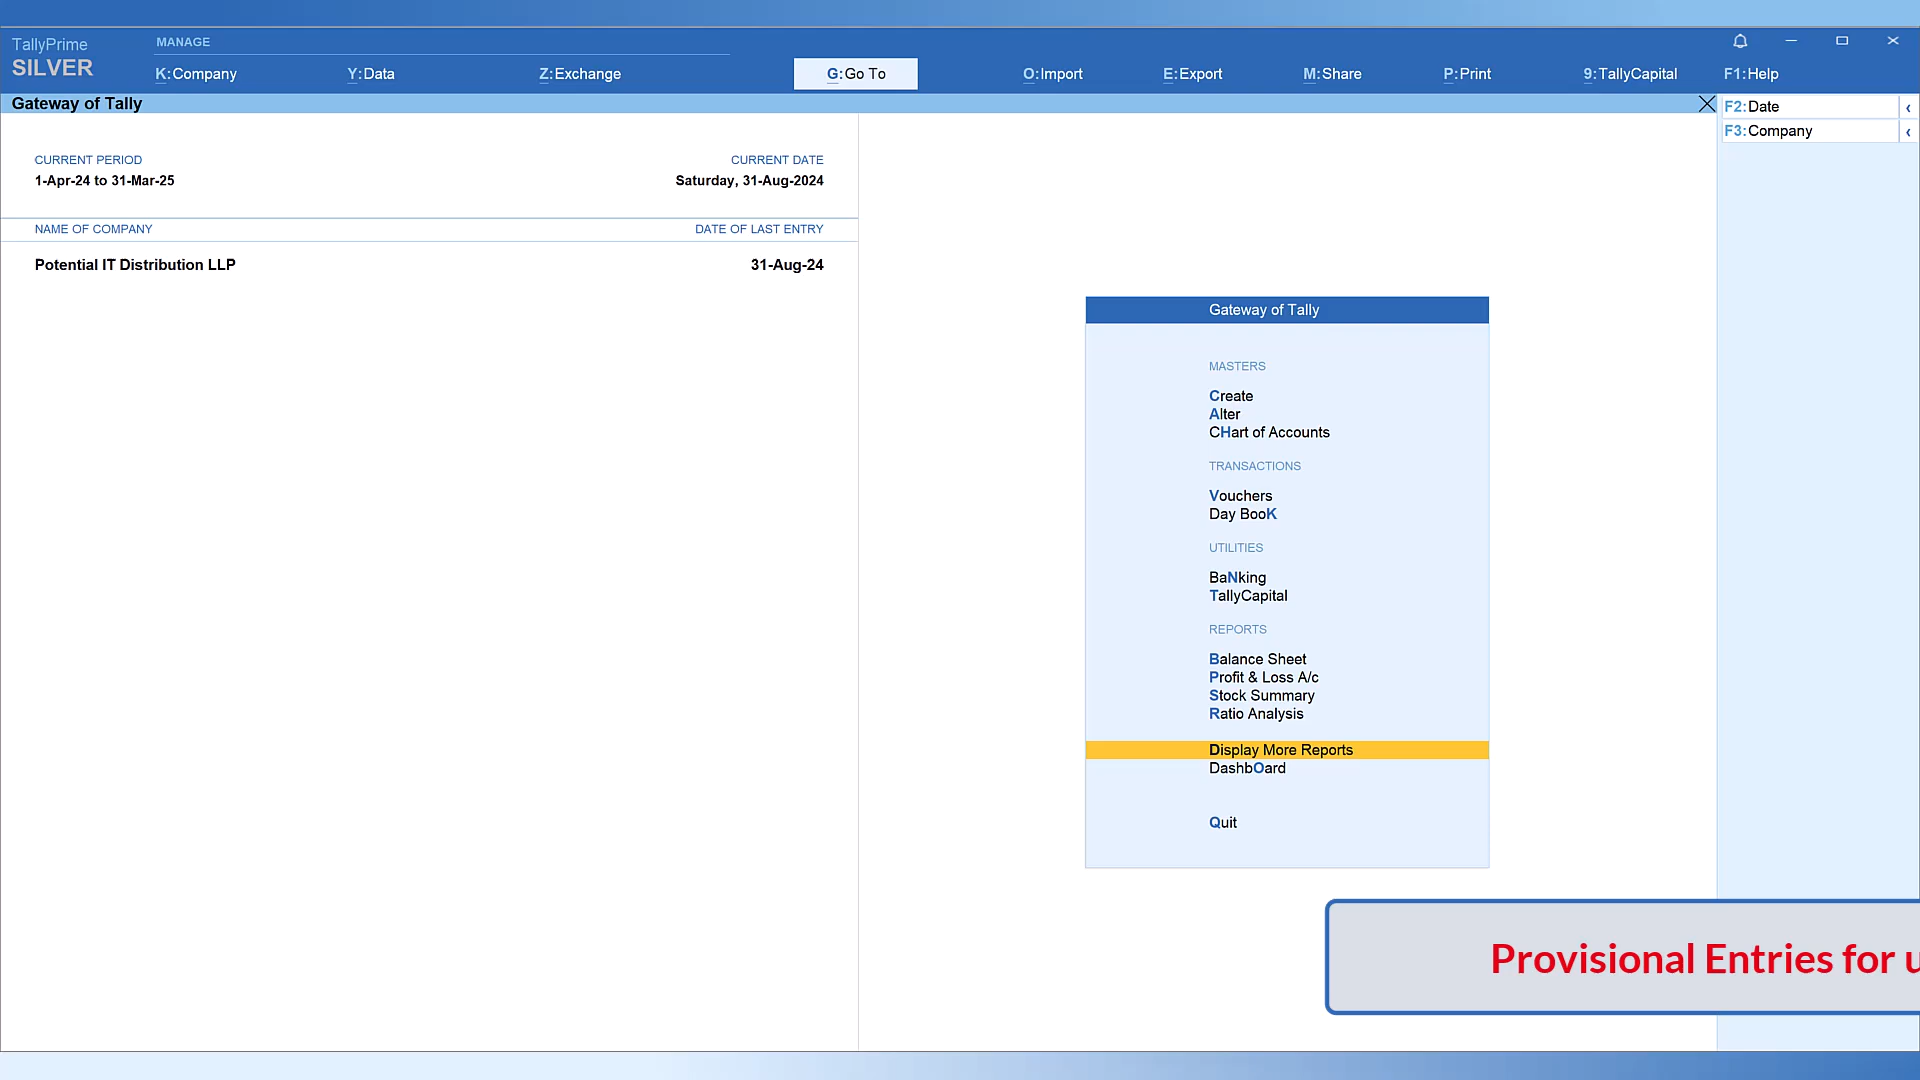 TallyPrime
SILVER
MANAGE
K:Company
Y:Data
Z:Exchange
G:Go To
O:Import
E:Export
M:Share
P:Print
9:TallyCapital
F1:Help
Gateway of Tally
F2:Date
F3:Company
CURRENT PERIOD
CURRENT DATE
1-Apr-24 to 31-Mar-25
Saturday, 31-Aug-2024
NAME OF COMPANY
DATE OF LAST ENTRY
Potential IT Distribution LLP
31-Aug-24
Gateway of Tally
MASTERS
Create
Alter
CHart of Accounts
TRANSACTIONS
Vouchers
Day BooK
UTILITIES
BaNking
TallyCapital
REPORTS
Balance Sheet
Profit & Loss A/c
Stock Summary
Ratio Analysis
Display More Reports
DashbOard
Quit
Provisional Entries for